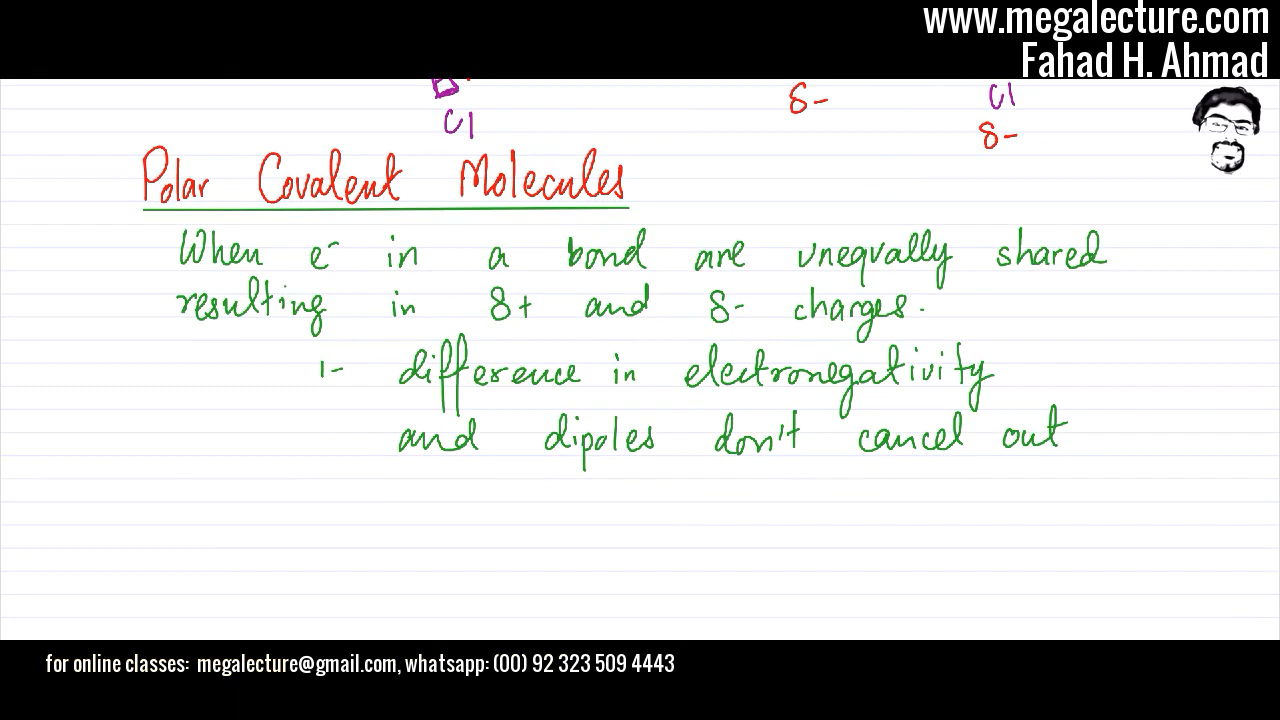 www.megalecture.com
Fahad H. Ahmad
δ- Cl
Cl δ-
Polar Covalent Molecules
When e⁻ in a bond are unequally shared
resulting in δ+ and δ- charges.
1- difference in electronegativity
and dipoles don't cancel out
for online classes: megalecture@gmail.com, whatsapp: (00) 92 323 509 4443